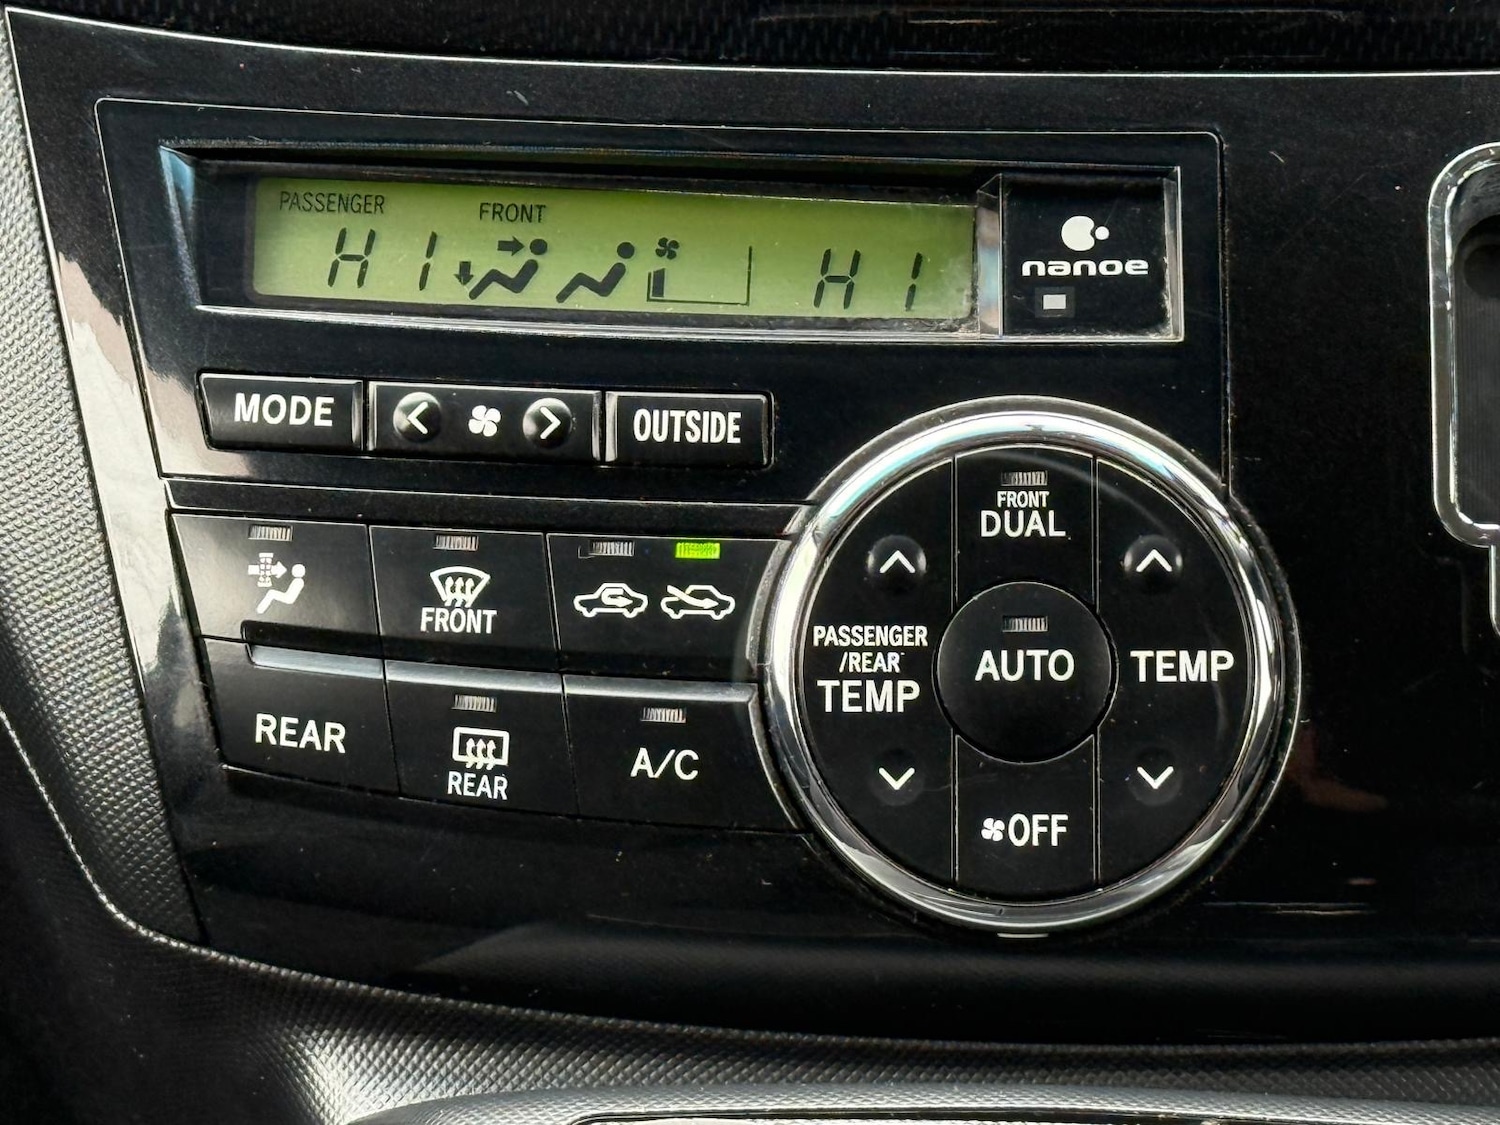 PASSENGER
FRONT
HI
HI
nanoe
MODE
OUTSIDE
FRONT
DUAL
FRONT
PASSENGER
/REAR
TEMP
AUTO
TEMP
REAR
REAR
A/C
OFF